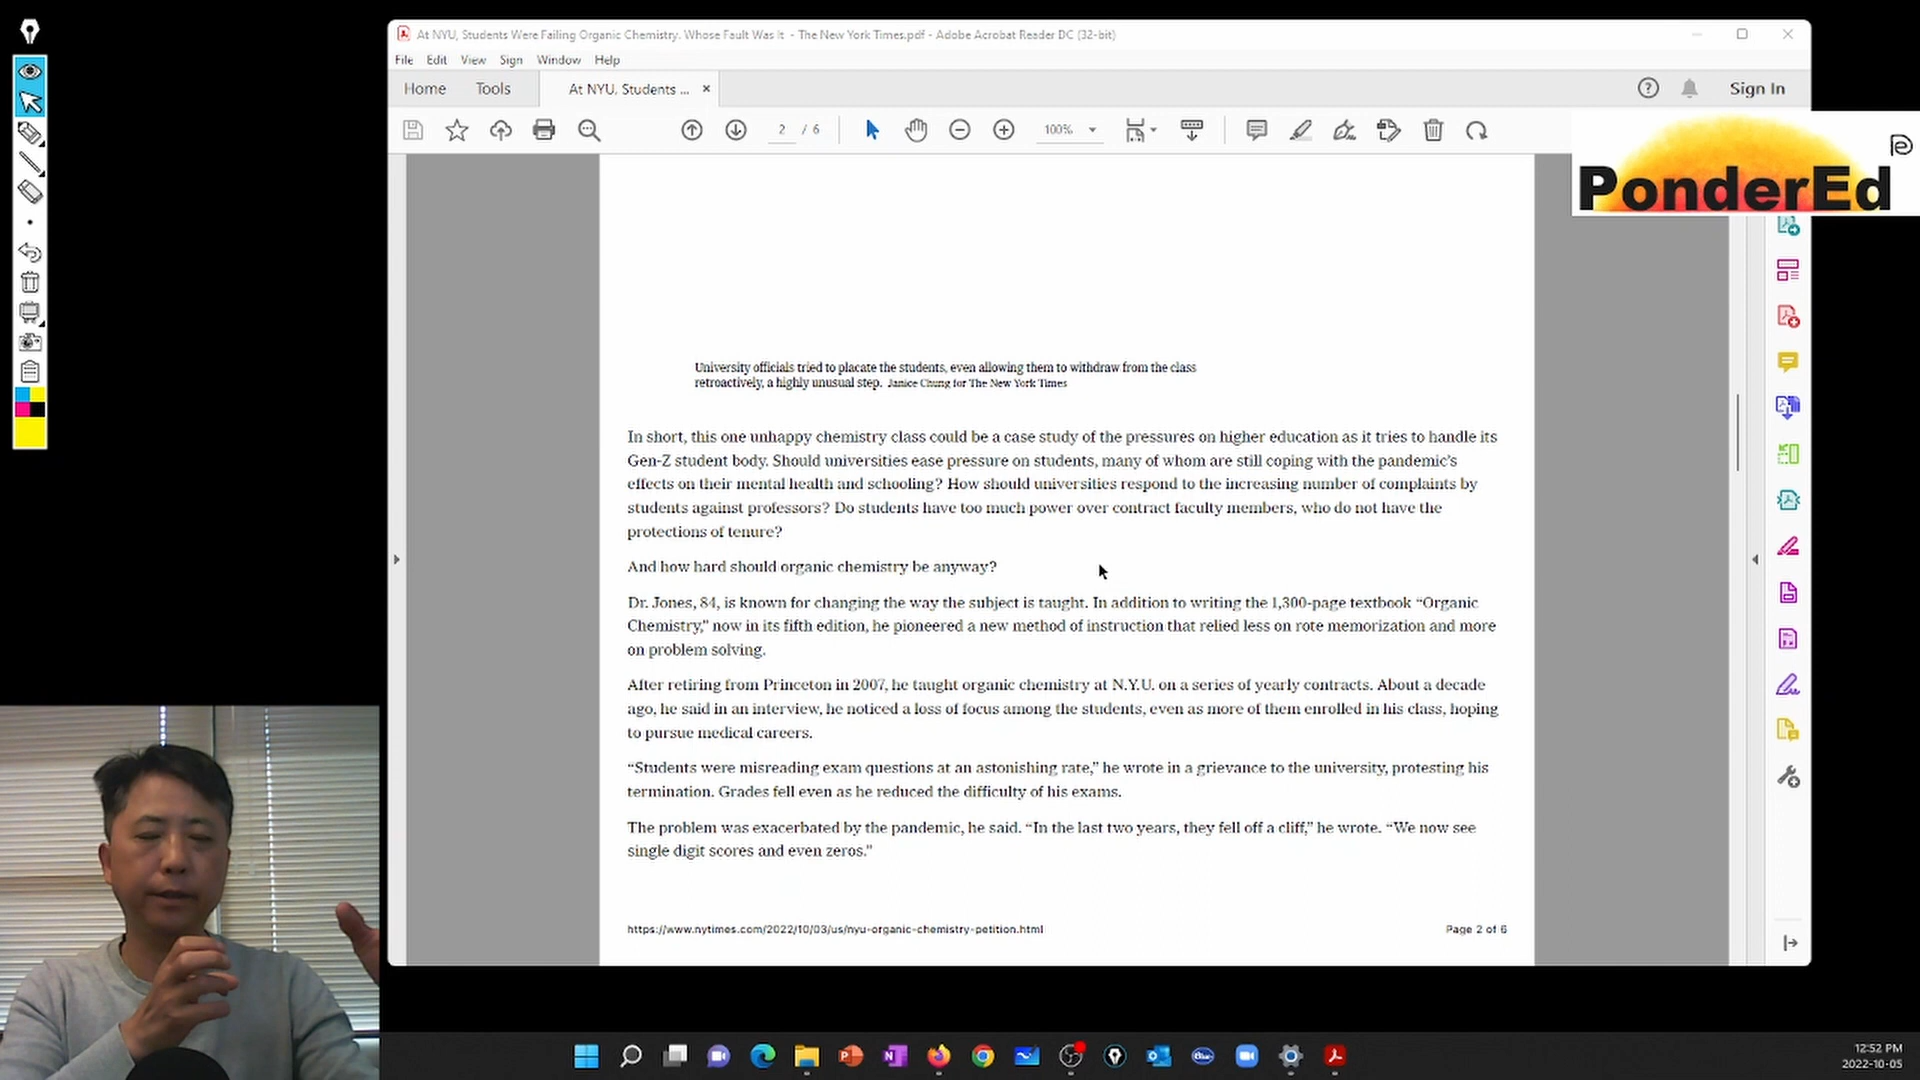 At NYU, Students Were Failing Organic Chemistry. Whose Fault Was It - The New York Times.pdf - Adobe Acrobat Reader DC (32-bit)
File Edit View Sign Window Help
Home Tools At NYU, Students ... × Sign In
2 / 6 100%
PonderEd
University officials tried to placate the students, even allowing them to withdraw from the class
retroactively, a highly unusual step. Janice Chung for The New York Times
In short, this one unhappy chemistry class could be a case study of the pressures on higher education as it tries to handle its
Gen-Z student body. Should universities ease pressure on students, many of whom are still coping with the pandemic’s
effects on their mental health and schooling? How should universities respond to the increasing number of complaints by
students against professors? Do students have too much power over contract faculty members, who do not have the
protections of tenure?
And how hard should organic chemistry be anyway?
Dr. Jones, 84, is known for changing the way the subject is taught. In addition to writing the 1,300-page textbook “Organic
Chemistry,” now in its fifth edition, he pioneered a new method of instruction that relied less on rote memorization and more
on problem solving.
After retiring from Princeton in 2007, he taught organic chemistry at N.Y.U. on a series of yearly contracts. About a decade
ago, he said in an interview, he noticed a loss of focus among the students, even as more of them enrolled in his class, hoping
to pursue medical careers.
“Students were misreading exam questions at an astonishing rate,” he wrote in a grievance to the university, protesting his
termination. Grades fell even as he reduced the difficulty of his exams.
The problem was exacerbated by the pandemic, he said. “In the last two years, they fell off a cliff,” he wrote. “We now see
single digit scores and even zeros.”
https://www.nytimes.com/2022/10/03/us/nyu-organic-chemistry-petition.html Page 2 of 6
12:52 PM
2022-10-05